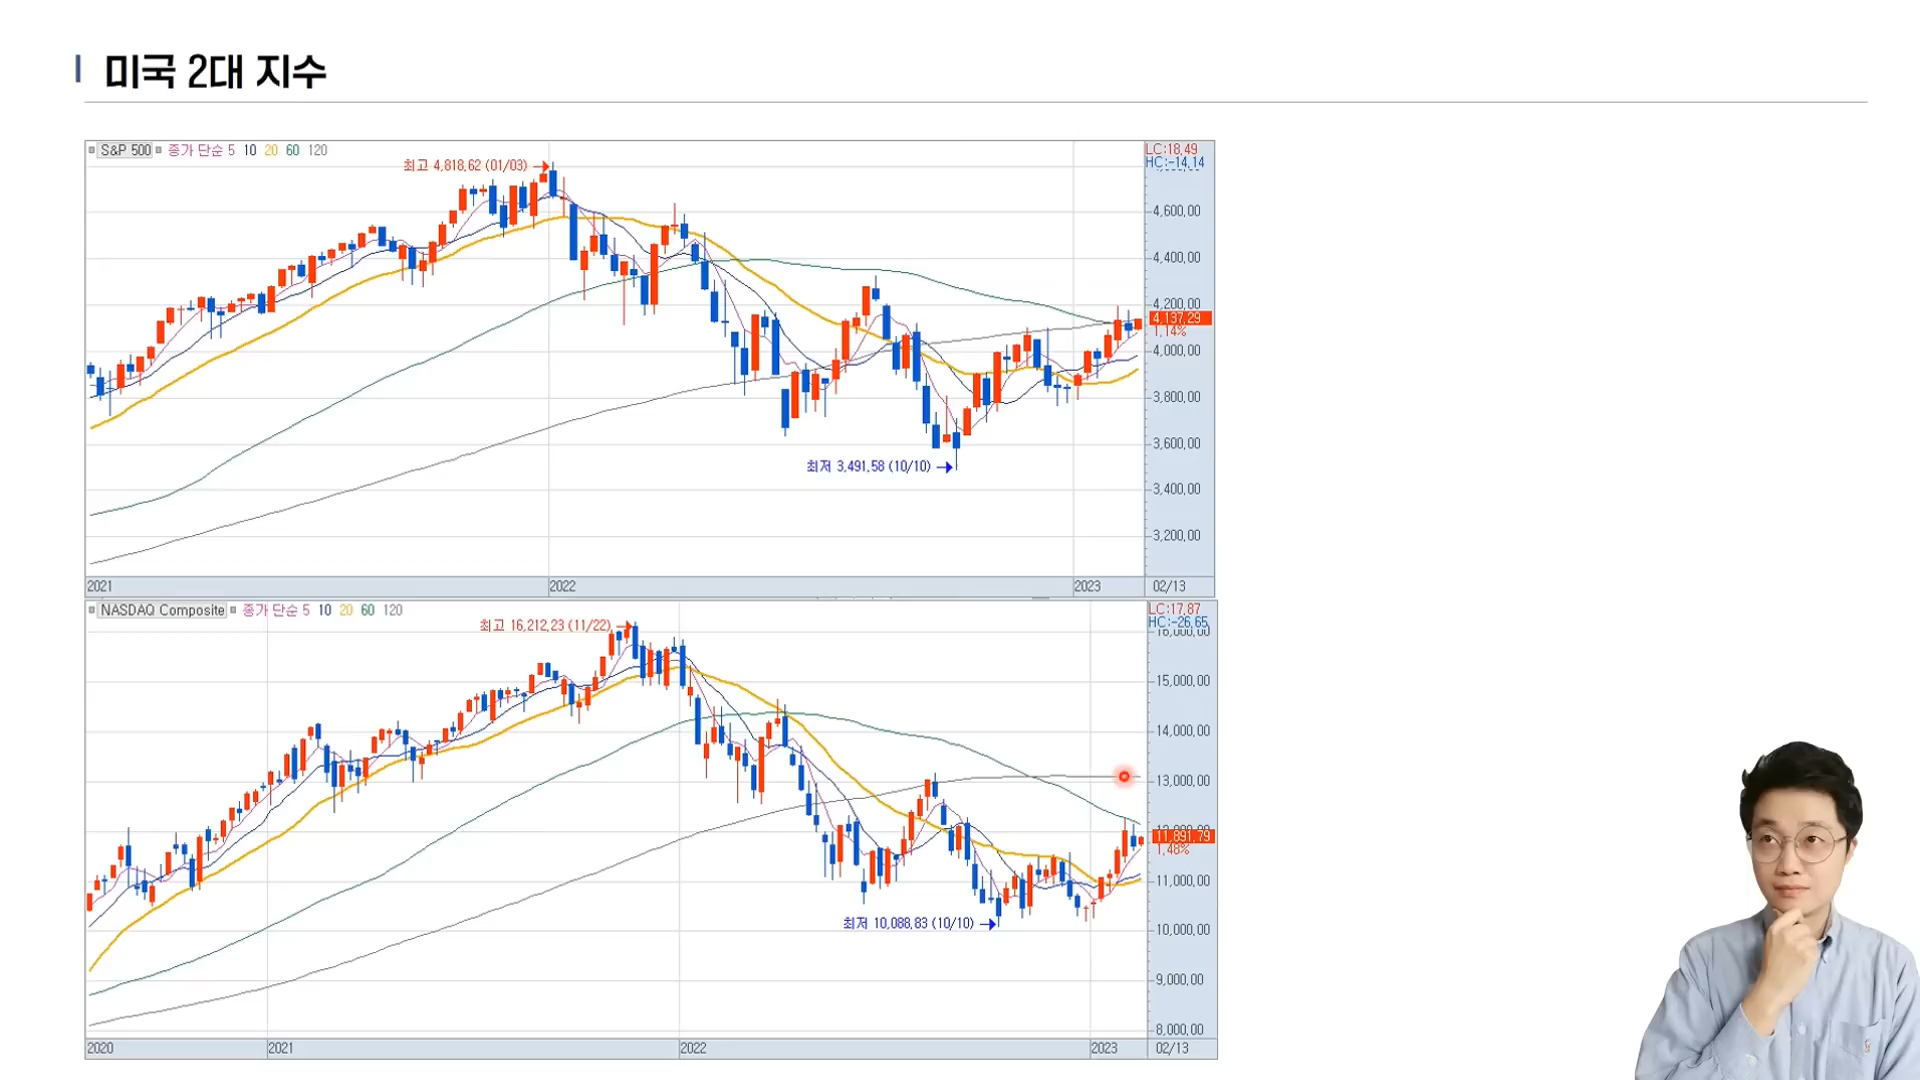 미국 2대 지수
S&P 500 종가 단순 5 10 20 60 120
최고 4,818,62 (01/03)
LC:18,49
HC:-14,14
4,600,00
4,400,00
4,200,00
4,137,29
1,14%
4,000,00
3,800,00
3,600,00
최저 3,491,58 (10/10)
3,400,00
3,200,00
2021 2022 2023 02/13
NASDAQ Composite 종가 단순 5 10 20 60 120
최고 16,212,23 (11/22)
LC:17,87
HC:-26,65
16,000,00
15,000,00
14,000,00
13,000,00
11,891,79
1,48%
11,000,00
최저 10,088,83 (10/10)
10,000,00
9,000,00
8,000,00
2020 2021 2022 2023 02/13